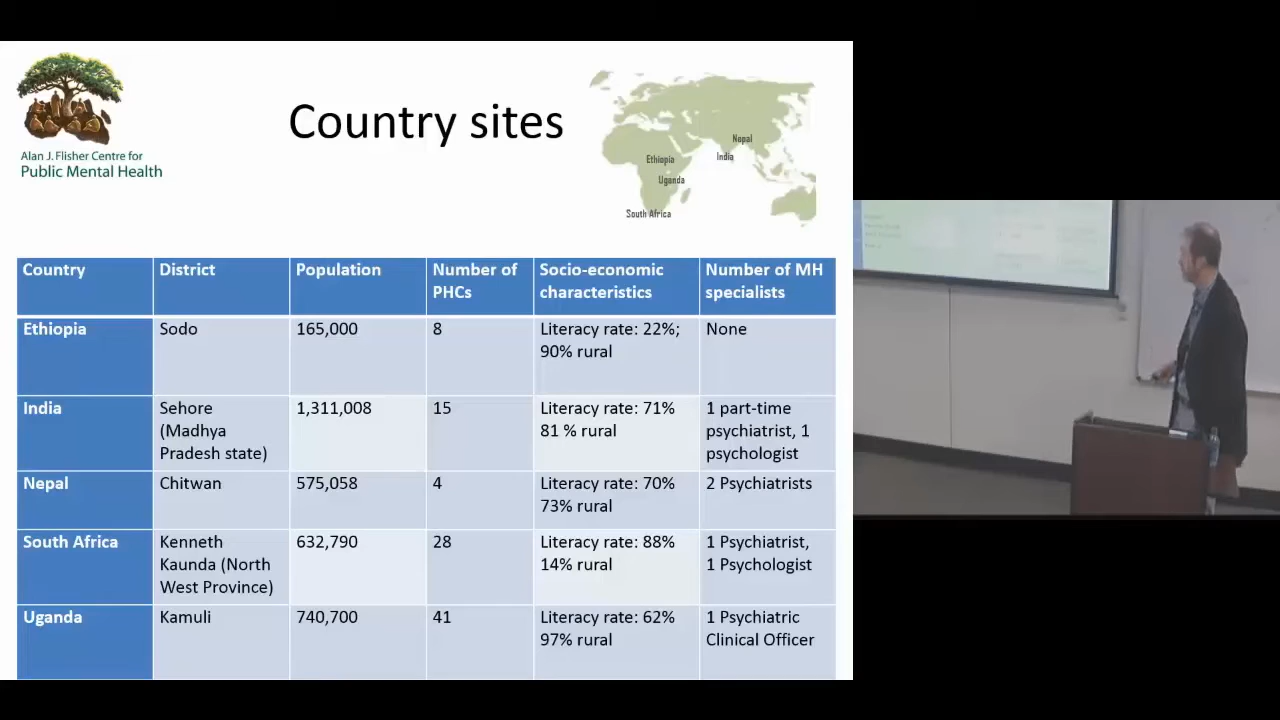 Alan J. Flisher Centre for
Public Mental Health
Country sites
Nepal
India
Ethiopia
Uganda
South Africa
Country District Population Number of PHCs Socio-economic characteristics Number of MH specialists
Ethiopia Sodo 165,000 8 Literacy rate: 22%; 90% rural None
India Sehore (Madhya Pradesh state) 1,311,008 15 Literacy rate: 71% 81 % rural 1 part-time psychiatrist, 1 psychologist
Nepal Chitwan 575,058 4 Literacy rate: 70% 73% rural 2 Psychiatrists
South Africa Kenneth Kaunda (North West Province) 632,790 28 Literacy rate: 88% 14% rural 1 Psychiatrist, 1 Psychologist
Uganda Kamuli 740,700 41 Literacy rate: 62% 97% rural 1 Psychiatric Clinical Officer